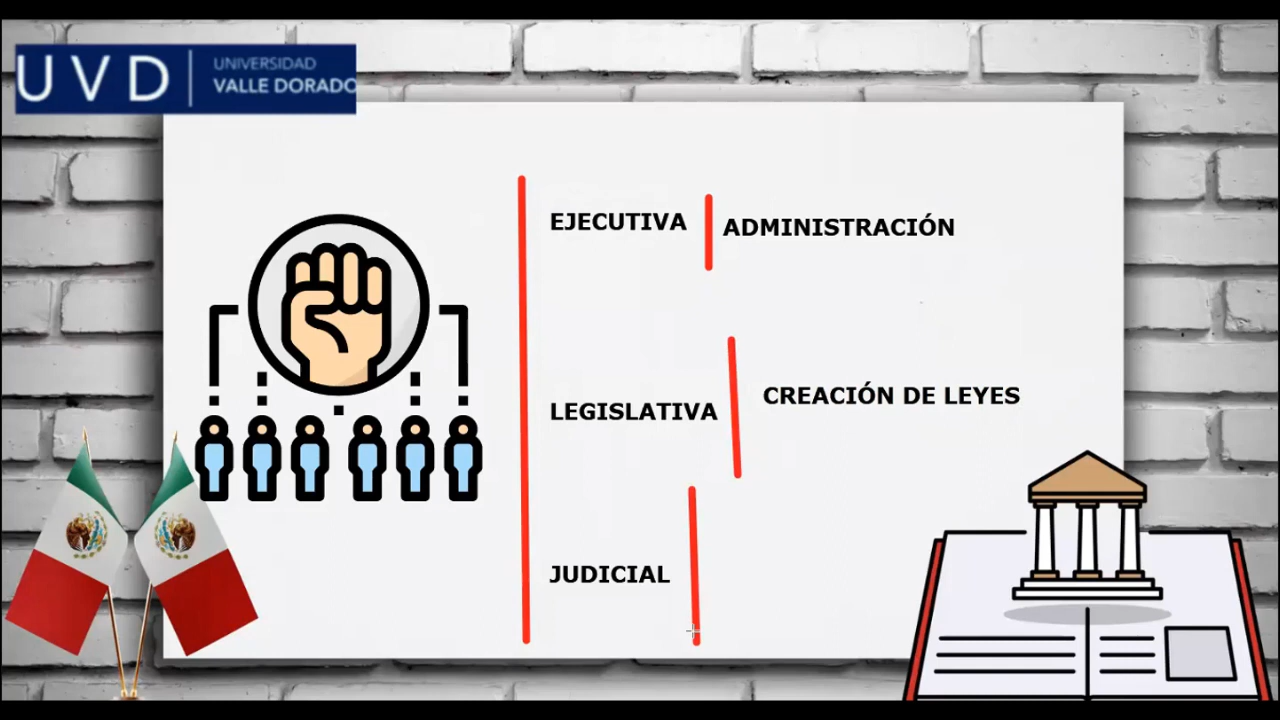 UVD
UNIVERSIDAD
VALLE DORADO
EJECUTIVA
ADMINISTRACIÓN
LEGISLATIVA
CREACIÓN DE LEYES
JUDICIAL